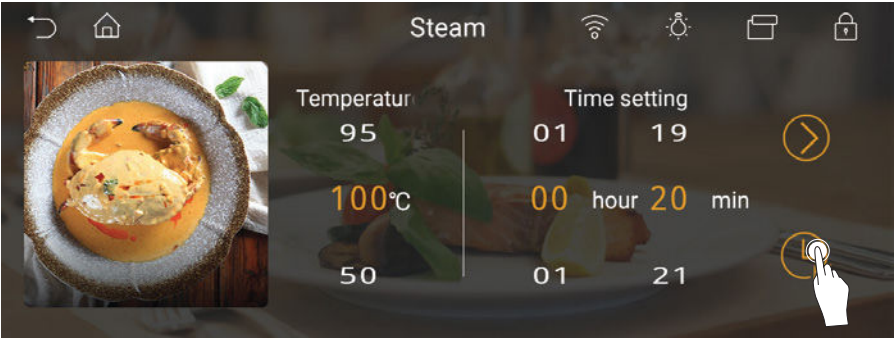 Steam
Temperatur
Time setting
95
01 19
100℃
00 hour 20 min
50
01 21